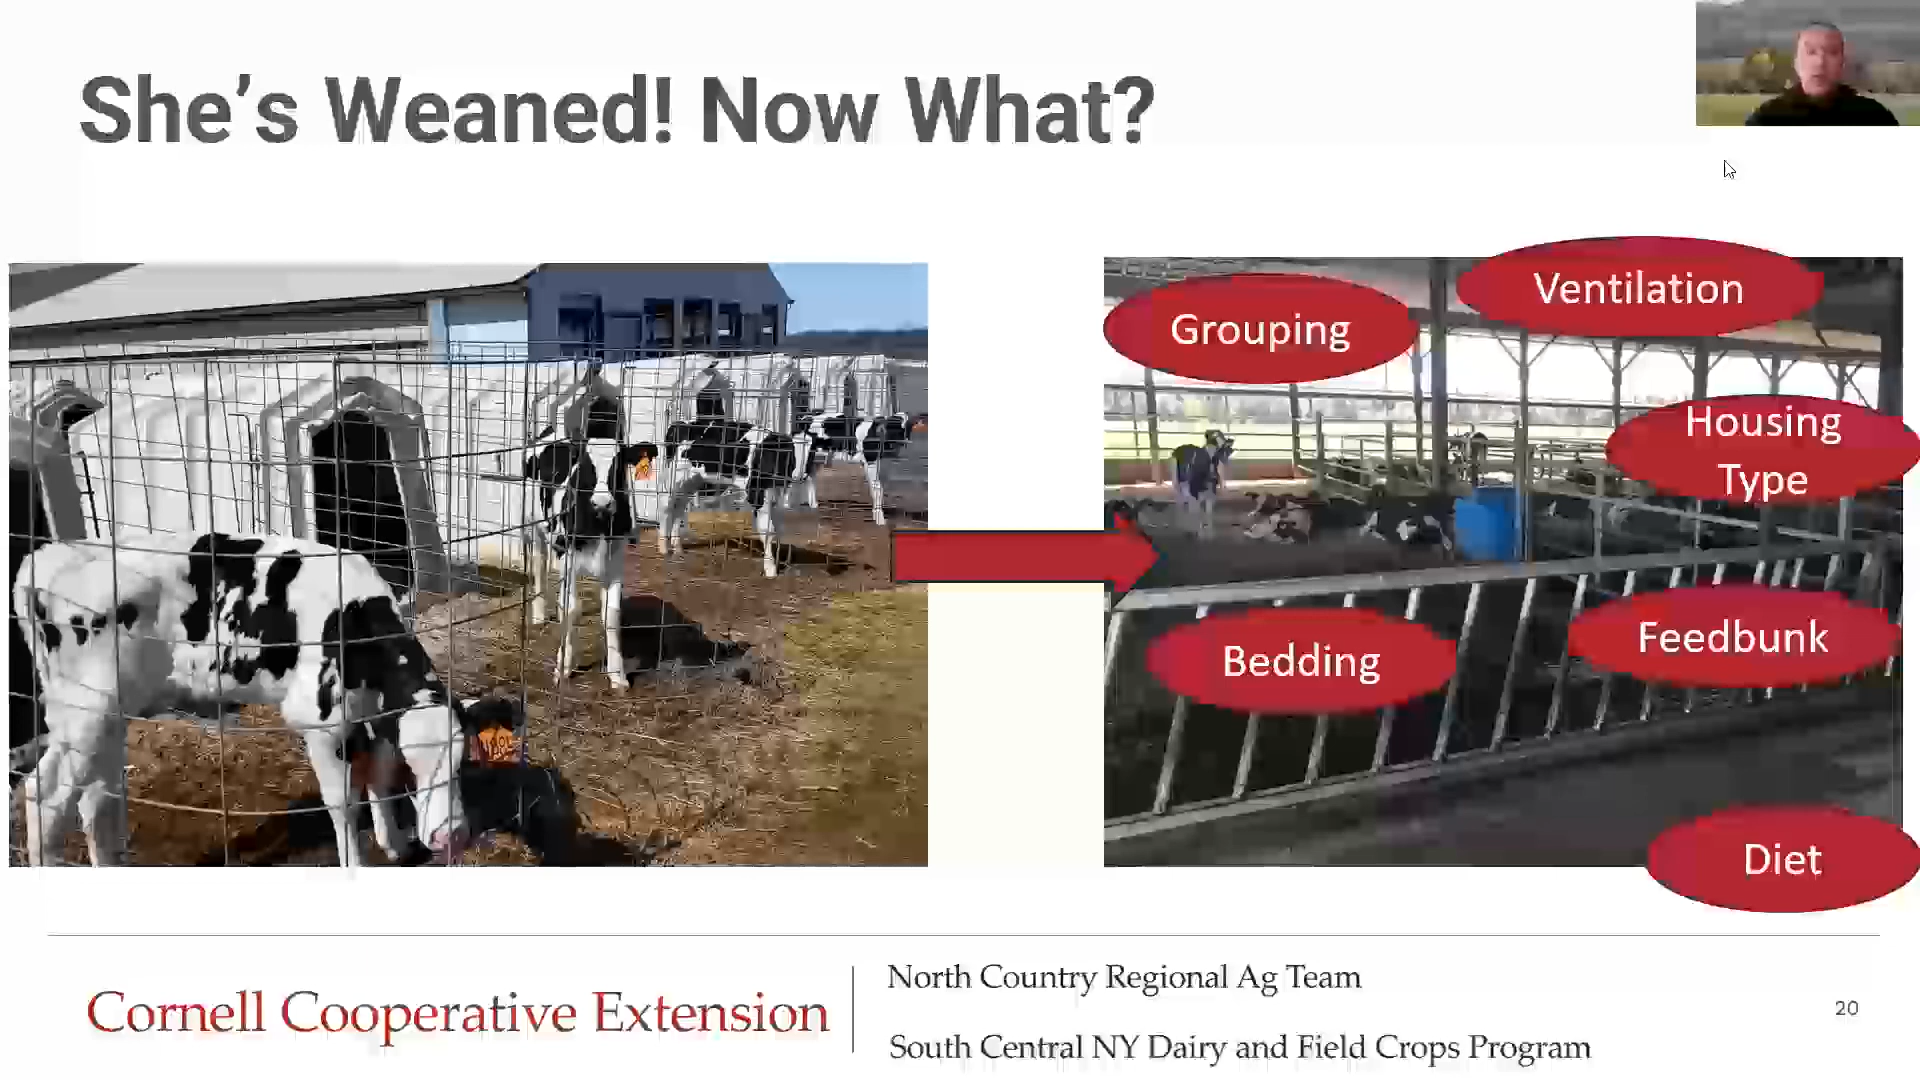 She's Weaned! Now What?
Grouping
Ventilation
Housing
Type
Bedding
Feedbunk
Diet
Cornell Cooperative Extension
North Country Regional Ag Team
South Central NY Dairy and Field Crops Program
20